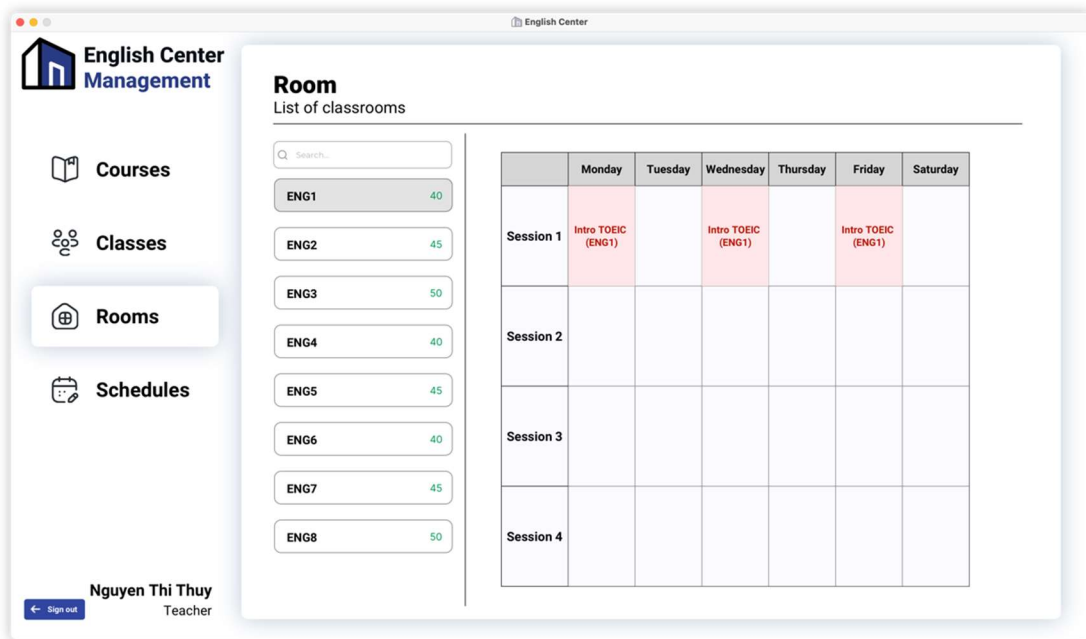 English Center
English Center
Management
Courses
Classes
Rooms
Schedules
Nguyen Thi Thuy
Sign out
Teacher
Room
List of classrooms
Search...
ENG1 40
ENG2 45
ENG3 50
ENG4 40
ENG5 45
ENG6 40
ENG7 45
ENG8 50
Monday Tuesday Wednesday Thursday Friday Saturday
Session 1
Intro TOEIC
(ENG1)
Intro TOEIC
(ENG1)
Intro TOEIC
(ENG1)
Session 2
Session 3
Session 4